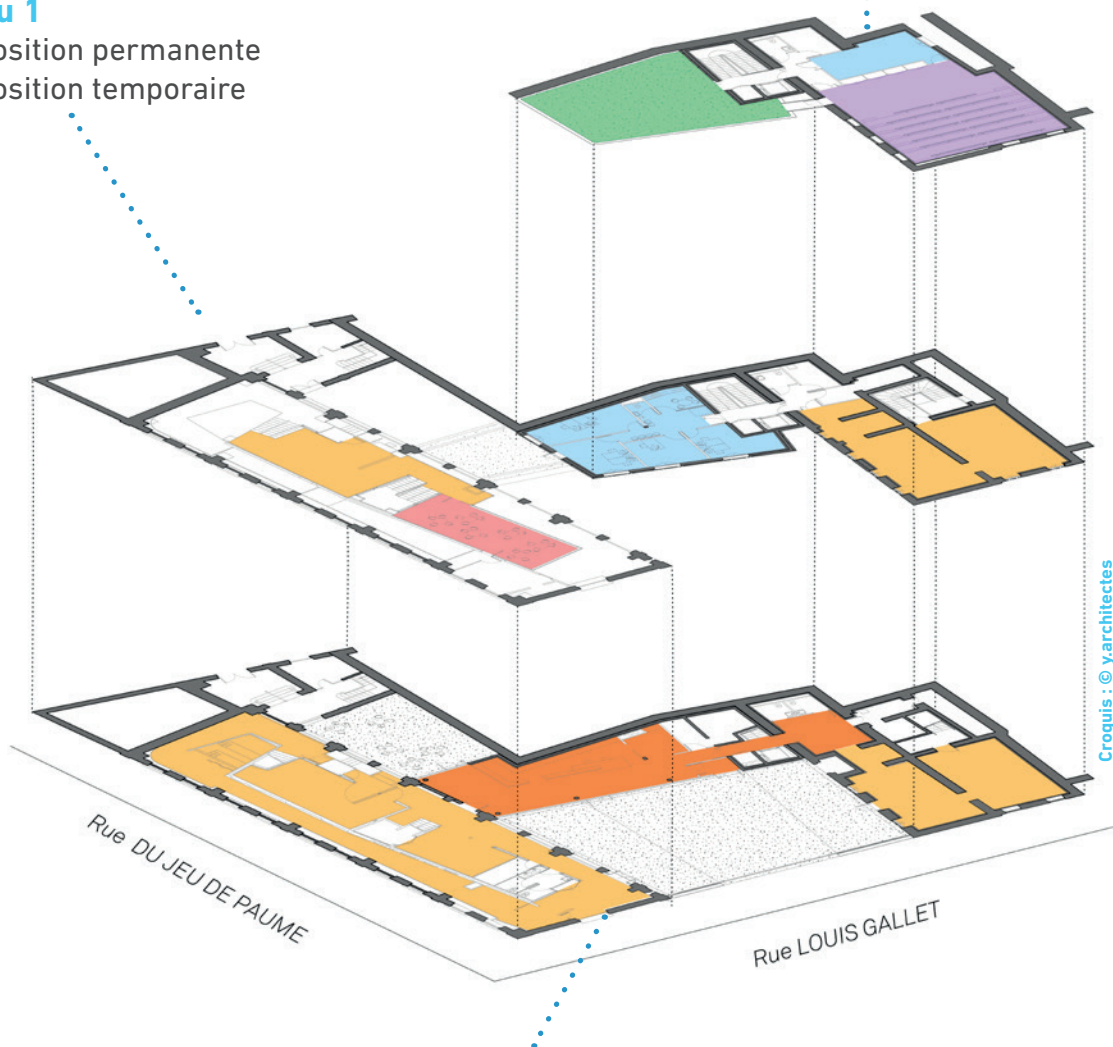 u 1
osition permanente
osition temporaire
Croquis : © y.architectes
Rue DU JEU DE PAUME
Rue LOUIS GALLET